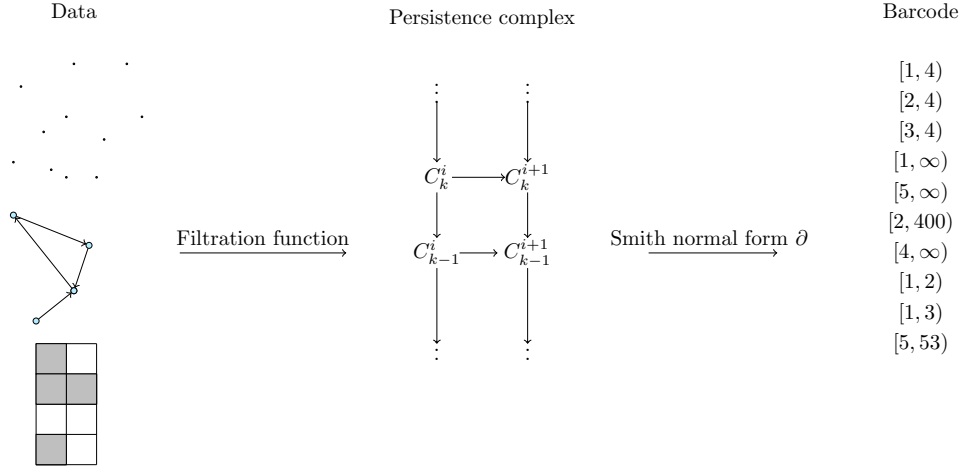 Data
Persistence complex
Barcode
Filtration function
⋮ ⋮
C_k^i C_k^{i+1}
C_{k-1}^i C_{k-1}^{i+1}
⋮ ⋮
Smith normal form ∂
[1, 4)
[2, 4)
[3, 4)
[1, ∞)
[5, ∞)
[2, 400)
[4, ∞)
[1, 2)
[1, 3)
[5, 53)